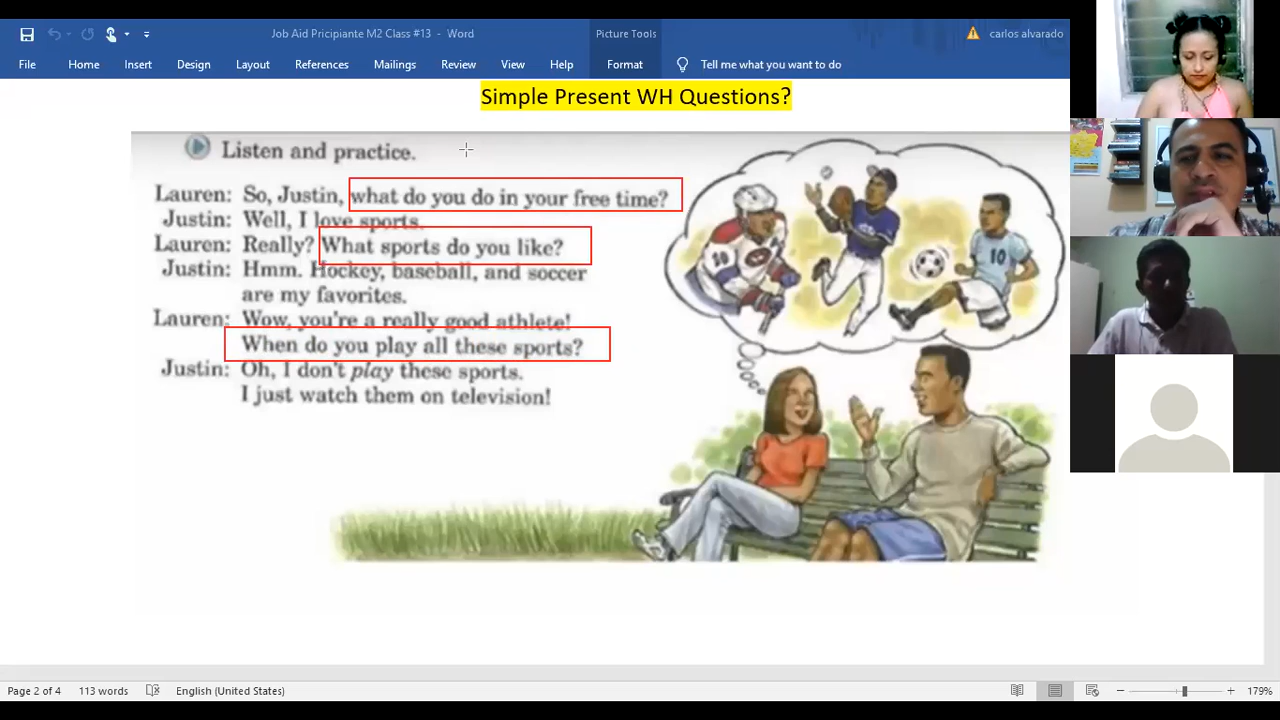 Job Aid Pricipiante M2 Class #13 - Word
Picture Tools
carlos alvarado
File Home Insert Design Layout References Mailings Review View Help Format Tell me what you want to do
Simple Present WH Questions?
Listen and practice.
Lauren: So, Justin, what do you do in your free time?
Justin: Well, I love sports.
Lauren: Really? What sports do you like?
Justin: Hmm. Hockey, baseball, and soccer
are my favorites.
Lauren: Wow, you're a really good athlete!
When do you play all these sports?
Justin: Oh, I don't play these sports.
I just watch them on television!
10
10
Page 2 of 4 113 words English (United States) 179%